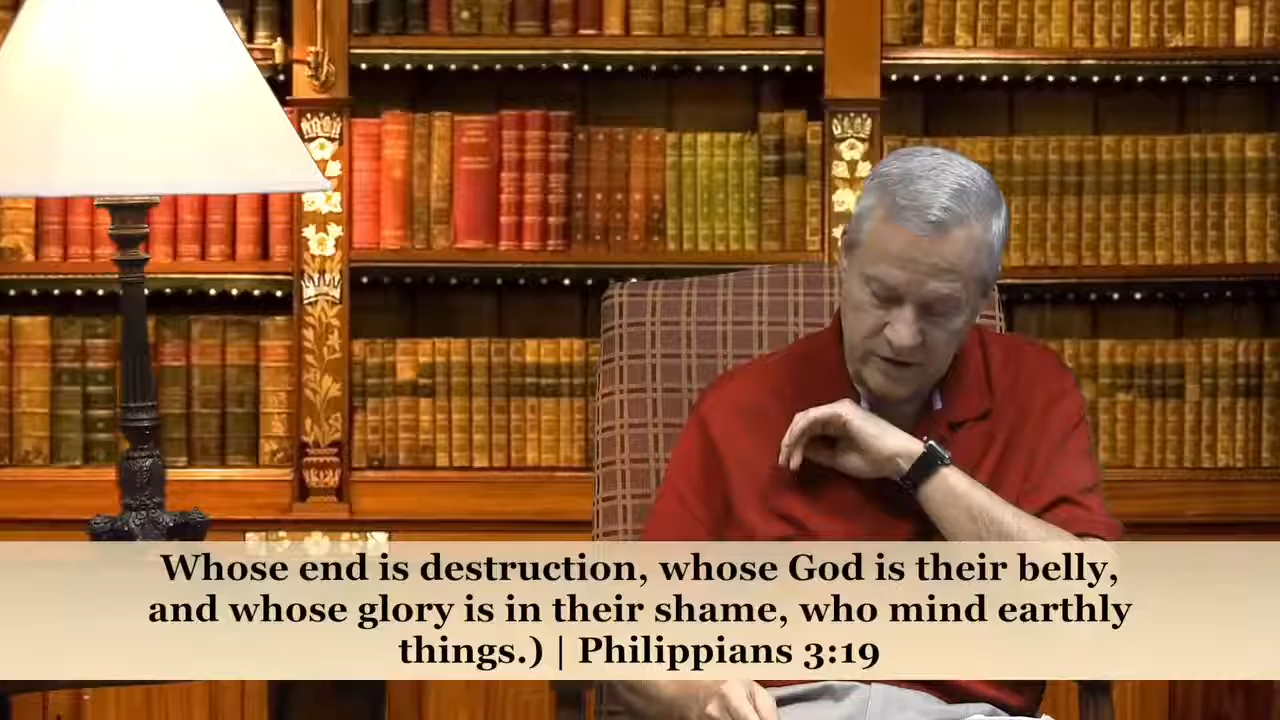 Whose end is destruction, whose God is their belly,
and whose glory is in their shame, who mind earthly
things.) | Philippians 3:19